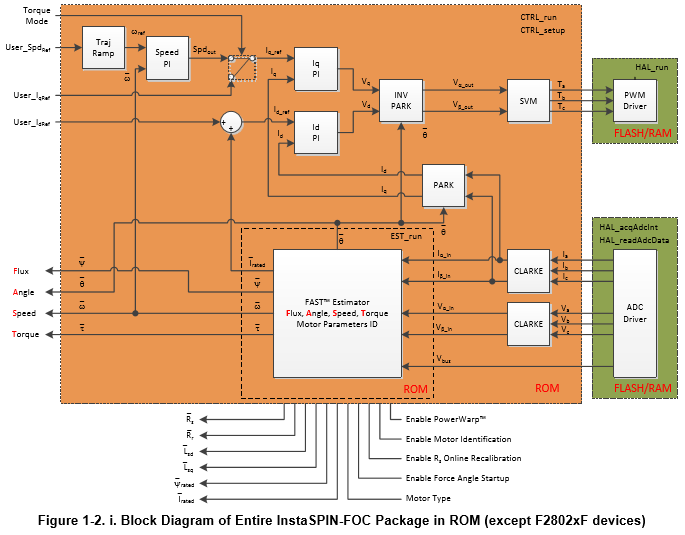 Torque
Mode
CTRL_run
CTRL_setup
ωRef
User_SpdRef
Traj
Ramp
Speed
PI
Spdout
Iq_ref
Iq
Iq
PI
Vq
INV
PARK
Vα_out
Vβ_out
SVM
Ta
Tb
Tc
HAL_run
PWM
Driver
FLASH/RAM
ω
User_IqRef
User_IdRef
+
+
Id_ref
Id
Id
PI
Vd
θ
Id
Iq
PARK
θ
HAL_acqAdcInt
HAL_readAdcData
EST_run
θ
Irated
Ψ
ω
τ
FAST™ Estimator
Flux, Angle, Speed, Torque
Motor Parameters ID
Iα_in
Iβ_in
CLARKE
Ia
Ib
Ic
Vα_in
Vβ_in
CLARKE
Va
Vb
Vc
Vbus
ADC
Driver
Flux
Ψ
Angle
θ
Speed
ω
Torque
τ
ROM
ROM
FLASH/RAM
Rs
Rr
Lsd
Lsq
Ψrated
Irated
Enable PowerWarp™
Enable Motor Identification
Enable Rs Online Recalibration
Enable Force Angle Startup
Motor Type
Figure 1-2. i. Block Diagram of Entire InstaSPIN-FOC Package in ROM (except F2802xF devices)